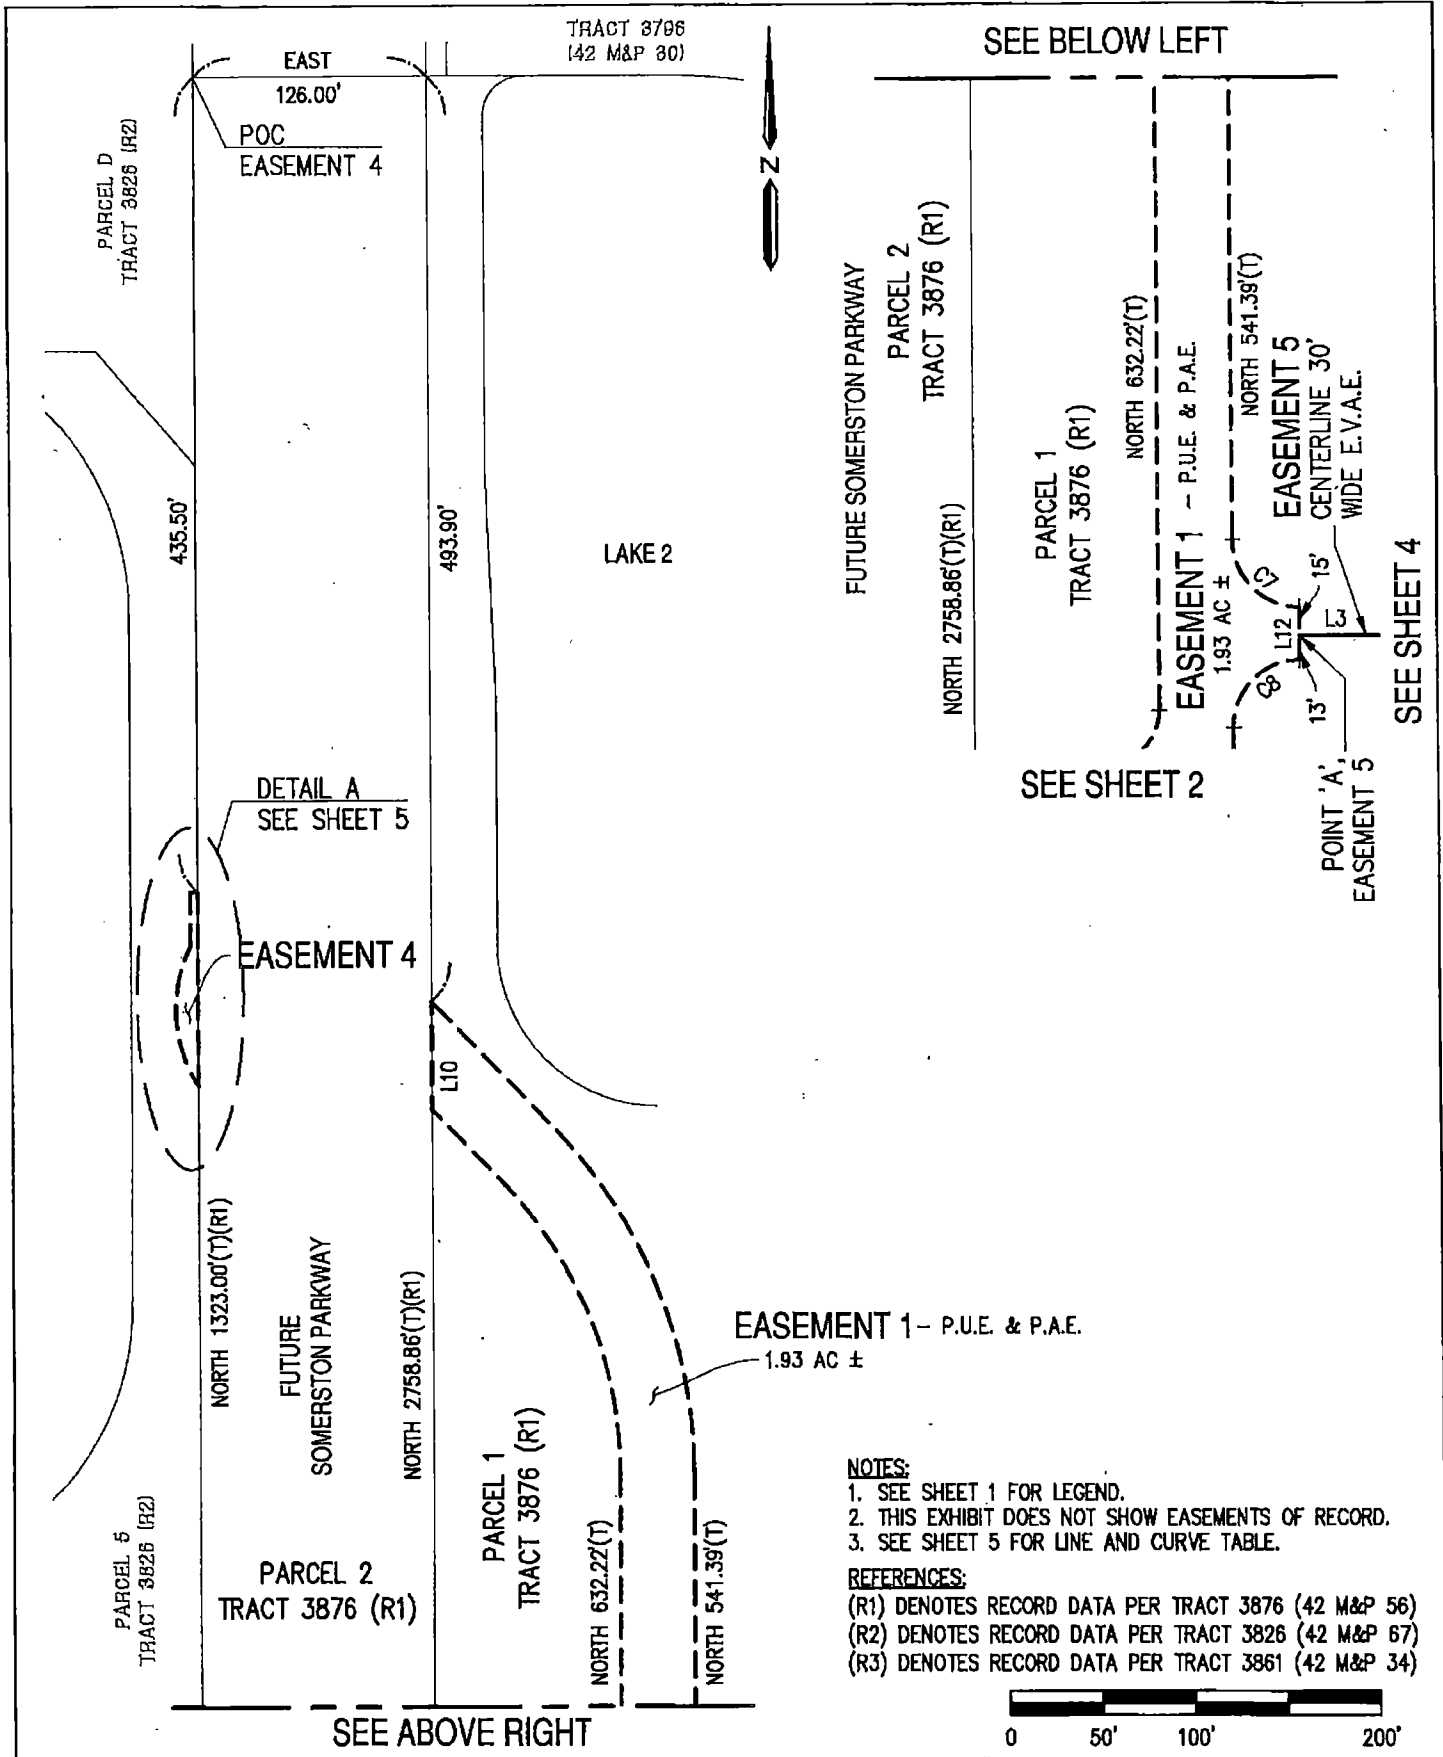 TRACT 3796
(42 M&P 30)
EAST
126.00'
POC
EASEMENT 4
PARCEL D
TRACT 3826 (R2)
N
435.50'
493.90'
LAKE 2
DETAIL A
SEE SHEET 5
EASEMENT 4
L10
NORTH 1323.00'(T)(R1)
FUTURE
SOMERSTON PARKWAY
NORTH 2758.86'(T)(R1)
EASEMENT 1 - P.U.E. & P.A.E.
1.93 AC ±
PARCEL 1
TRACT 3876 (R1)
NORTH 632.22'(T)
NORTH 541.39'(T)
PARCEL 5
TRACT 3826 (R2)
PARCEL 2
TRACT 3876 (R1)
SEE ABOVE RIGHT
SEE BELOW LEFT
FUTURE SOMERSTON PARKWAY
PARCEL 2
TRACT 3876 (R1)
NORTH 2758.86'(T)(R1)
PARCEL 1
TRACT 3876 (R1)
NORTH 632.22'(T)
EASEMENT 1 - P.U.E. & P.A.E.
1.93 AC ±
NORTH 541.39'(T)
EASEMENT 5
CENTERLINE 30'
WIDE E.V.A.E.
C7
15'
L12
L3
C8
13'
POINT 'A',
EASEMENT 5
SEE SHEET 4
SEE SHEET 2
NOTES:
1. SEE SHEET 1 FOR LEGEND.
2. THIS EXHIBIT DOES NOT SHOW EASEMENTS OF RECORD.
3. SEE SHEET 5 FOR LINE AND CURVE TABLE.
REFERENCES:
(R1) DENOTES RECORD DATA PER TRACT 3876 (42 M&P 56)
(R2) DENOTES RECORD DATA PER TRACT 3826 (42 M&P 67)
(R3) DENOTES RECORD DATA PER TRACT 3861 (42 M&P 34)
0 50' 100' 200'